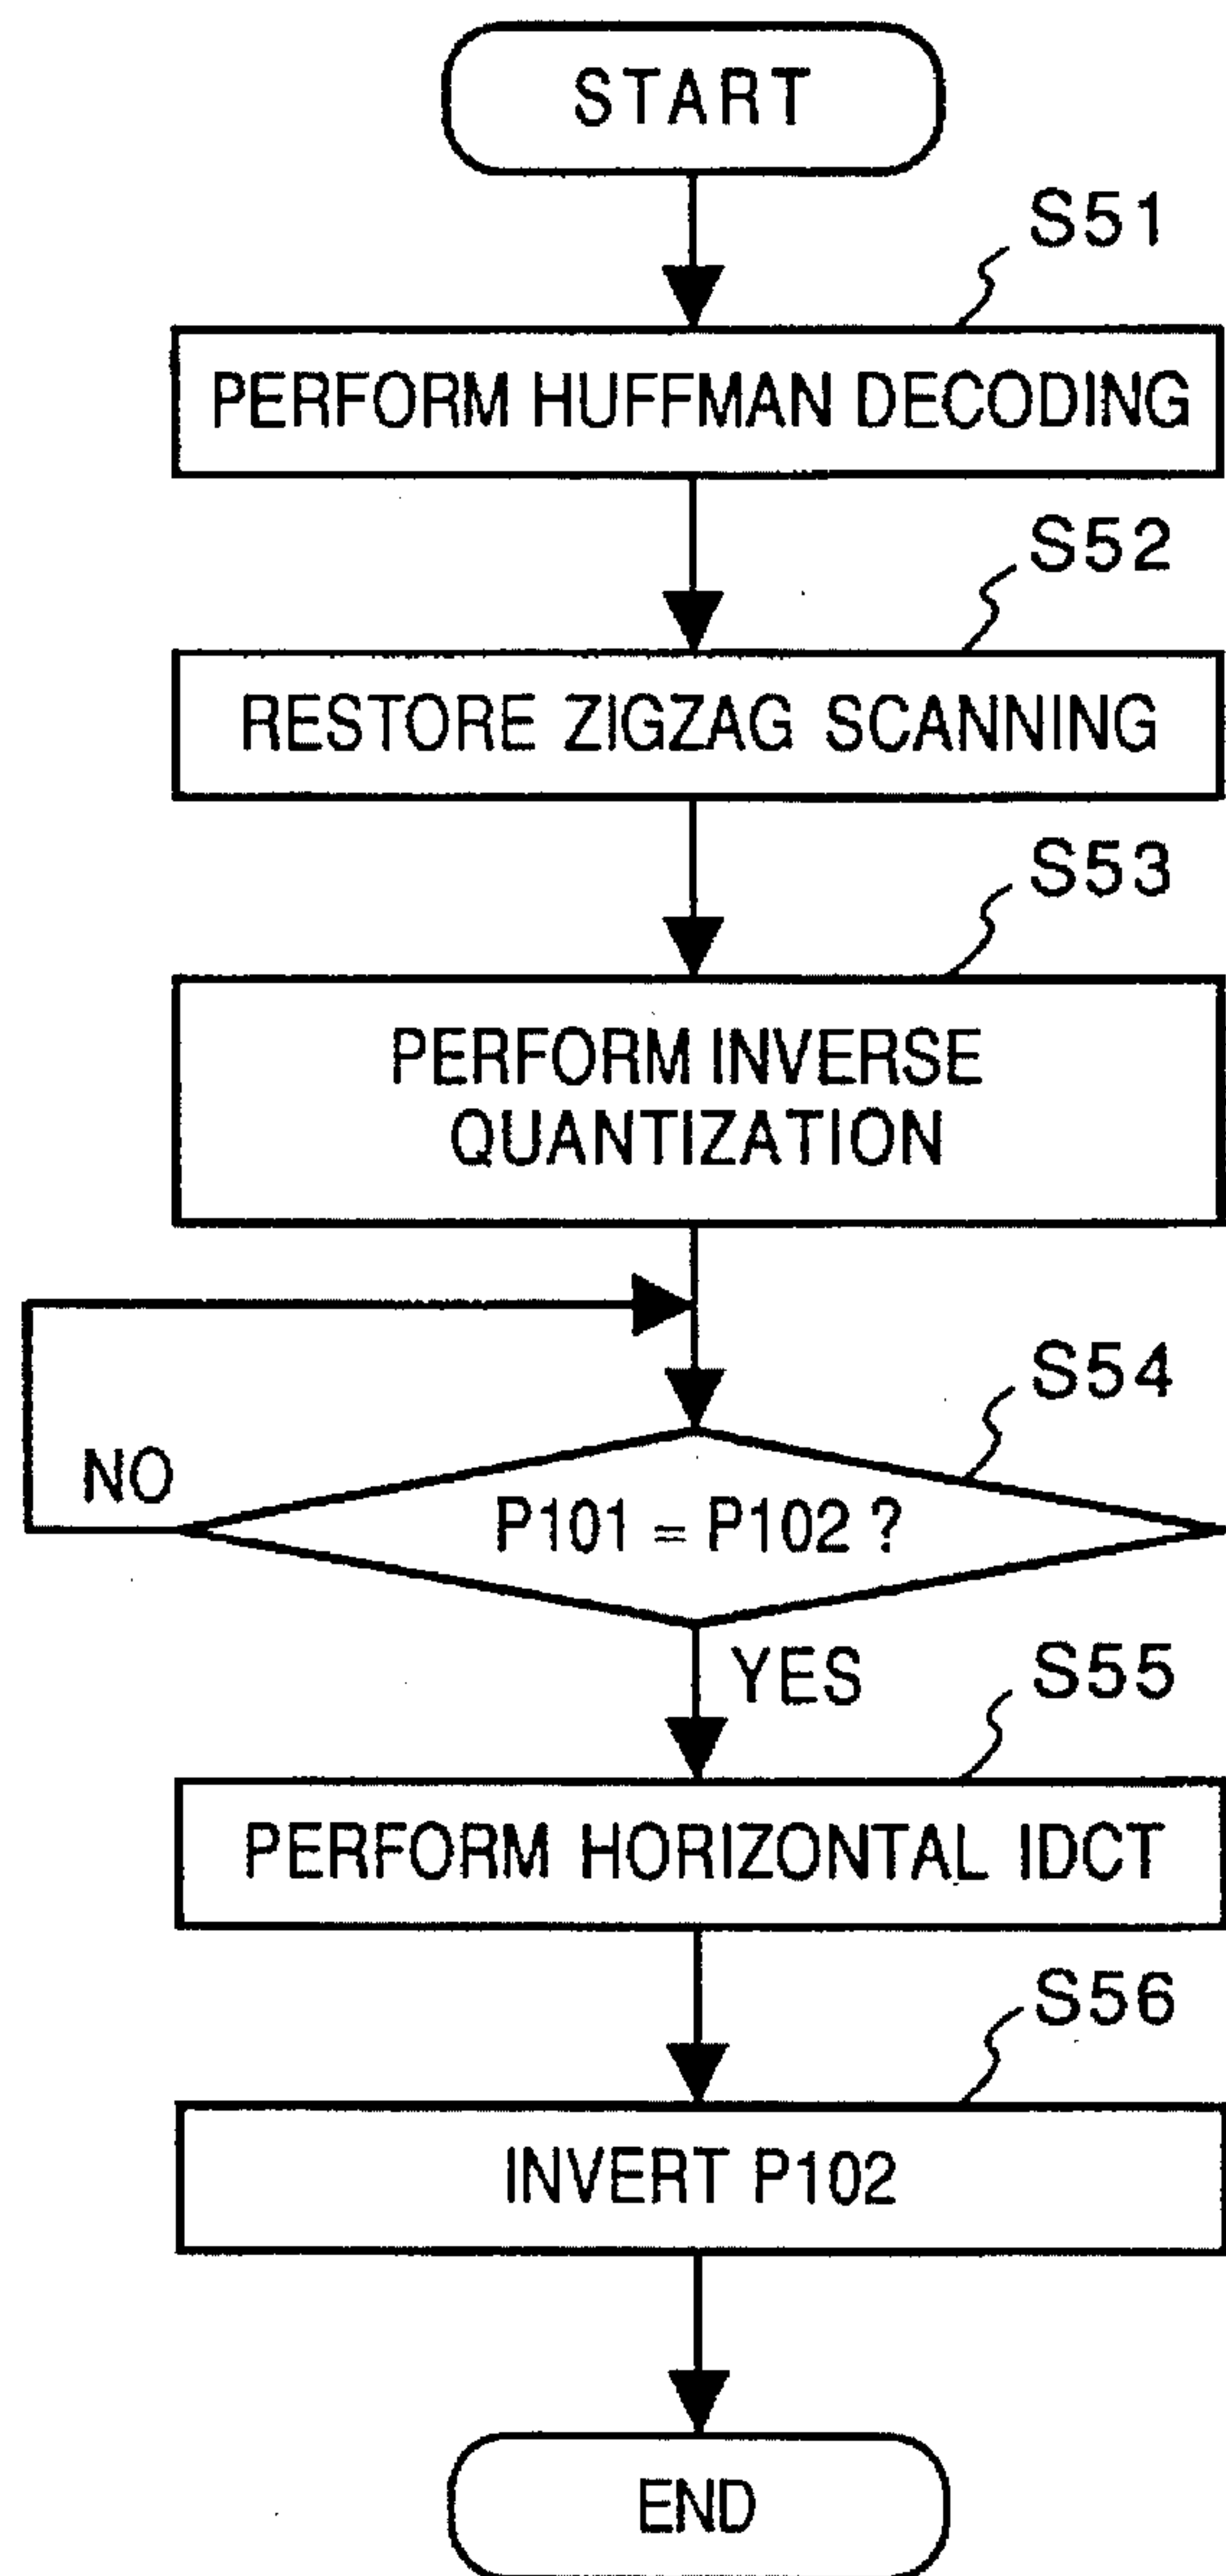 START
S51
PERFORM HUFFMAN DECODING
S52
RESTORE ZIGZAG SCANNING
S53
PERFORM INVERSE
QUANTIZATION
S54
NO
P101 = P102 ?
YES
S55
PERFORM HORIZONTAL IDCT
S56
INVERT P102
END